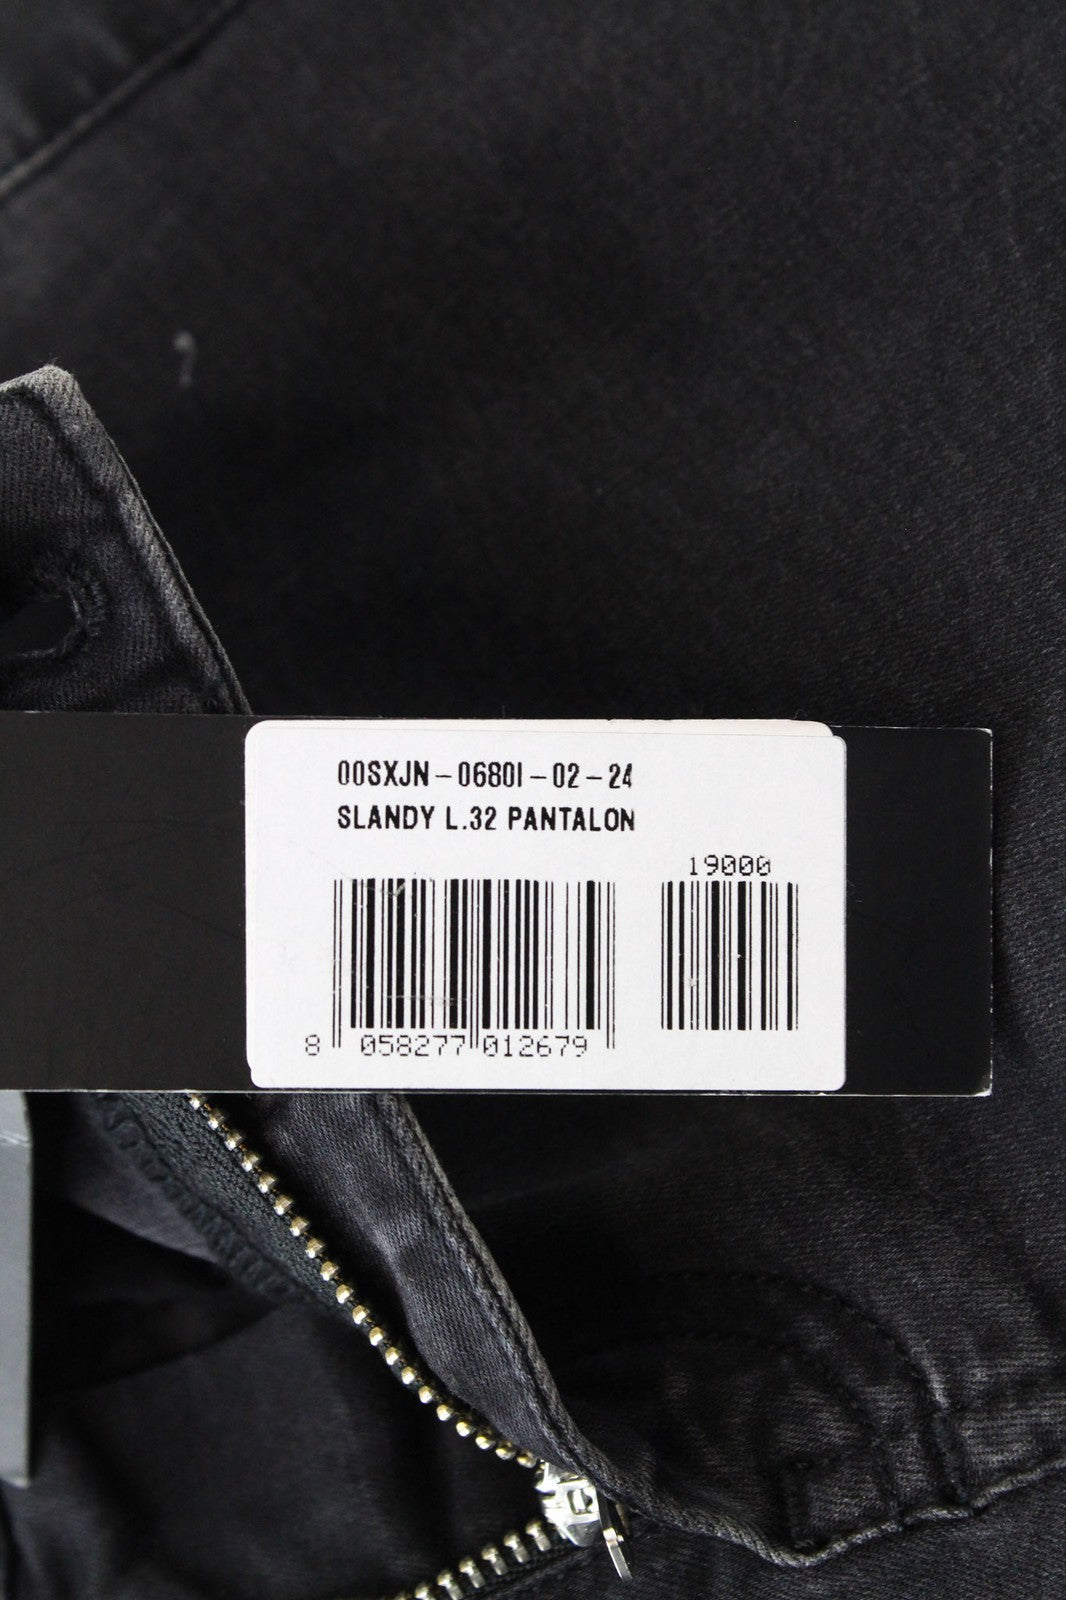 00SXJN-0680I-02-24
SLANDY L.32 PANTALON
19000
8 058277 012679